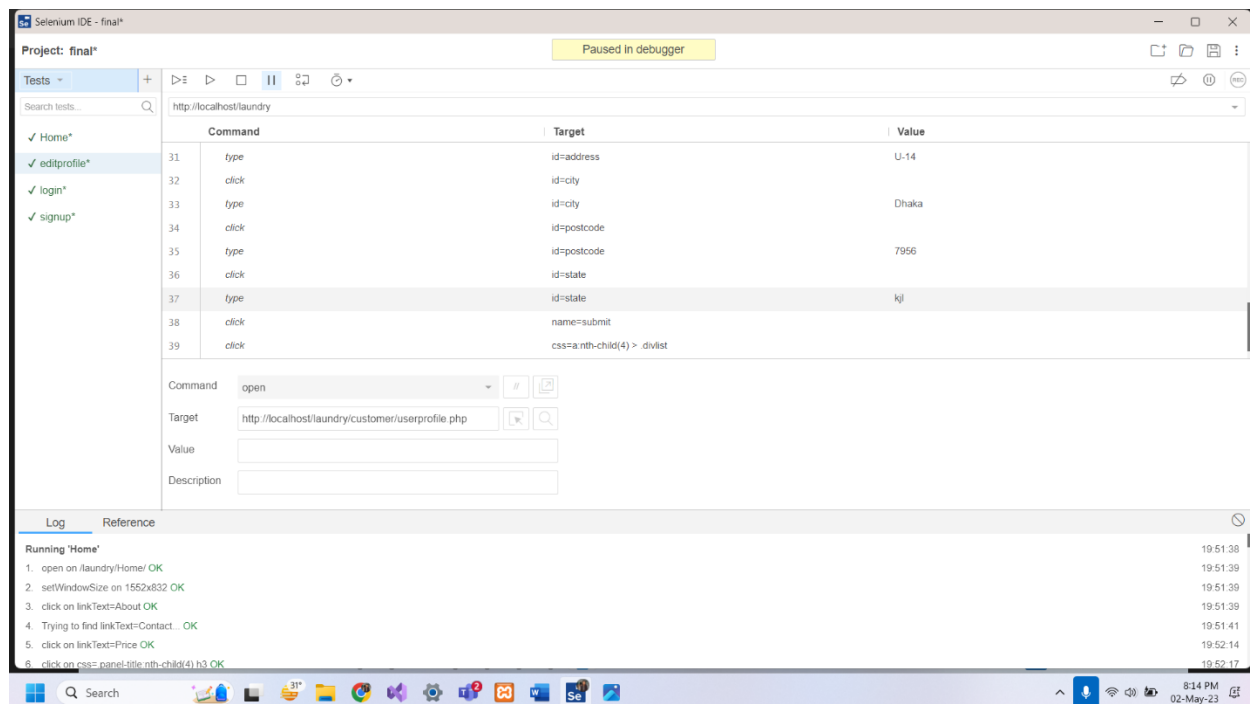 Selenium IDE - final*
Project: final*
Paused in debugger
Tests
Search tests...
http://localhost/laundry
✓ Home*
✓ editprofile*
✓ login*
✓ signup*
Command Target Value
31 type id=address U-14
32 click id=city
33 type id=city Dhaka
34 click id=postcode
35 type id=postcode 7956
36 click id=state
37 type id=state kjl
38 click name=submit
39 click css=a:nth-child(4) > .divlist
Command open //
Target http://localhost/laundry/customer/userprofile.php
Value
Description
Log Reference
Running 'Home' 19:51:38
1. open on /laundry/Home/ OK 19:51:39
2. setWindowSize on 1552x832 OK 19:51:39
3. click on linkText=About OK 19:51:39
4. Trying to find linkText=Contact... OK 19:51:41
5. click on linkText=Price OK 19:52:14
6. click on css=.panel-title:nth-child(4) h3 OK 19:52:17
Search 31° 2 Se 8:14 PM
02-May-23
REC